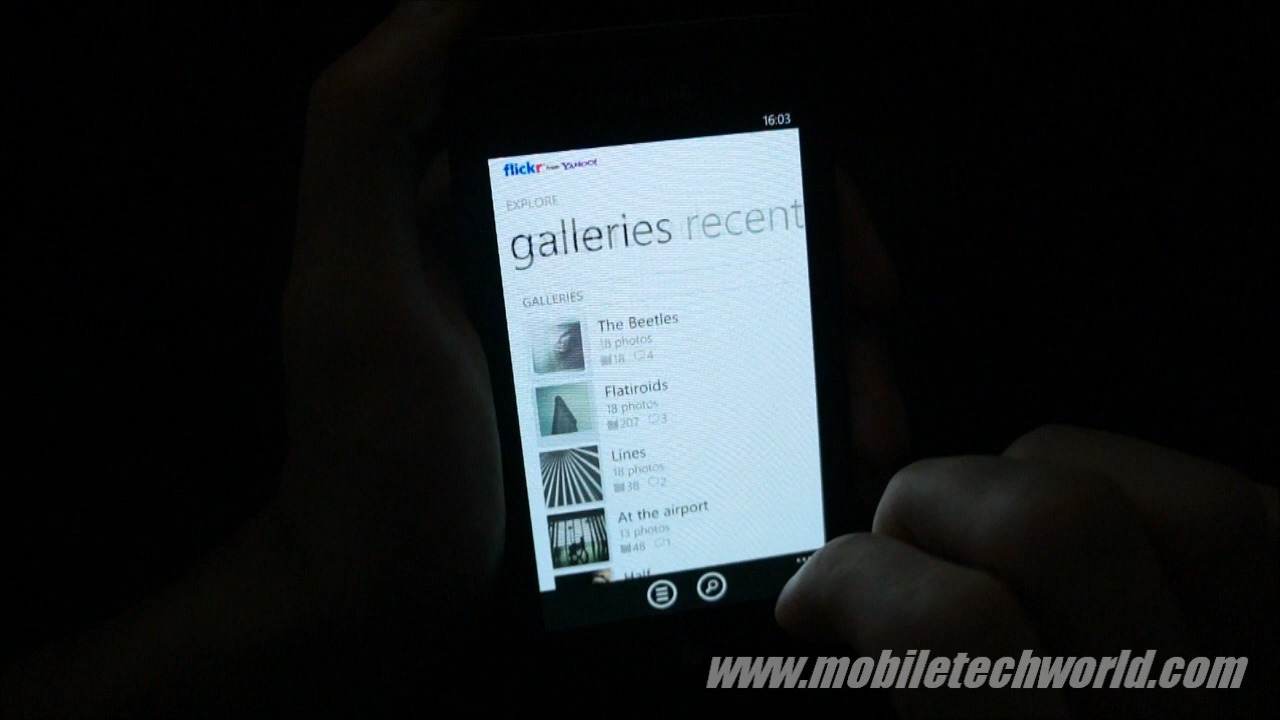 16:03
flickr from YAHOO!
EXPLORE
galleries recent
GALLERIES
The Beetles
18 photos
18 4
Flatiroids
18 photos
207 3
Lines
18 photos
38 2
At the airport
13 photos
48 1
Half
www.mobiletechworld.com